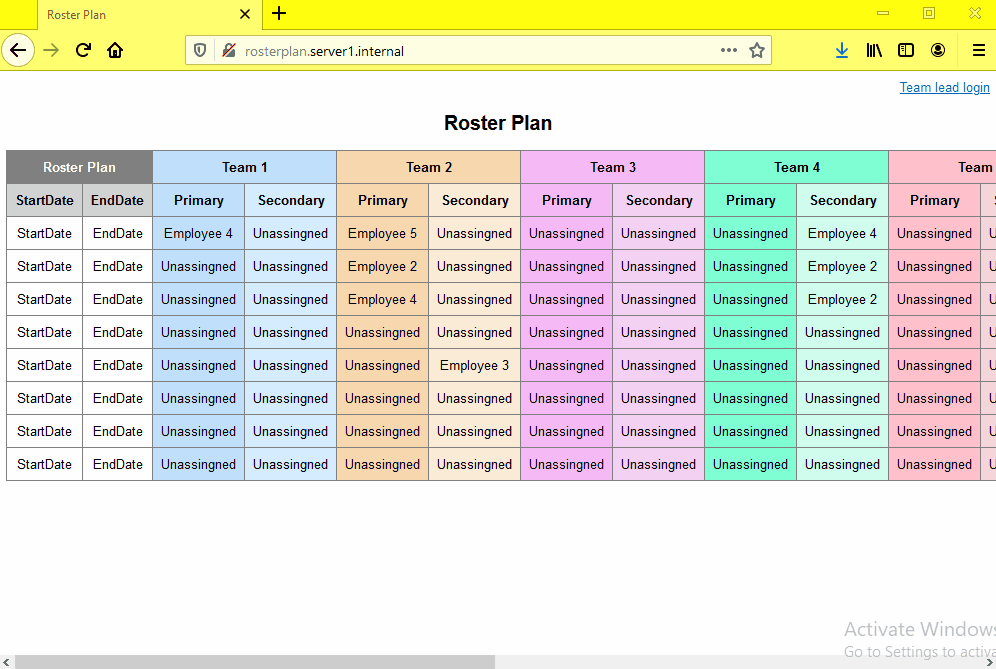 Roster Plan
rosterplan.server1.internal
Team lead login
Roster Plan
Roster Plan Team 1 Team 2 Team 3 Team 4 Team
StartDate EndDate Primary Secondary Primary Secondary Primary Secondary Primary Secondary Primary
StartDate EndDate Employee 4 Unassingned Employee 5 Unassingned Unassingned Unassingned Unassingned Employee 4 Unassingned
StartDate EndDate Unassingned Unassingned Employee 2 Unassingned Unassingned Unassingned Unassingned Employee 2 Unassingned
StartDate EndDate Unassingned Unassingned Employee 4 Unassingned Unassingned Unassingned Unassingned Employee 2 Unassingned
StartDate EndDate Unassingned Unassingned Unassingned Unassingned Unassingned Unassingned Unassingned Unassingned Unassingned
StartDate EndDate Unassingned Unassingned Unassingned Employee 3 Unassingned Unassingned Unassingned Unassingned Unassingned
StartDate EndDate Unassingned Unassingned Unassingned Unassingned Unassingned Unassingned Unassingned Unassingned Unassingned
StartDate EndDate Unassingned Unassingned Unassingned Unassingned Unassingned Unassingned Unassingned Unassingned Unassingned
StartDate EndDate Unassingned Unassingned Unassingned Unassingned Unassingned Unassingned Unassingned Unassingned Unassingned
Activate Windows
Go to Settings to activa